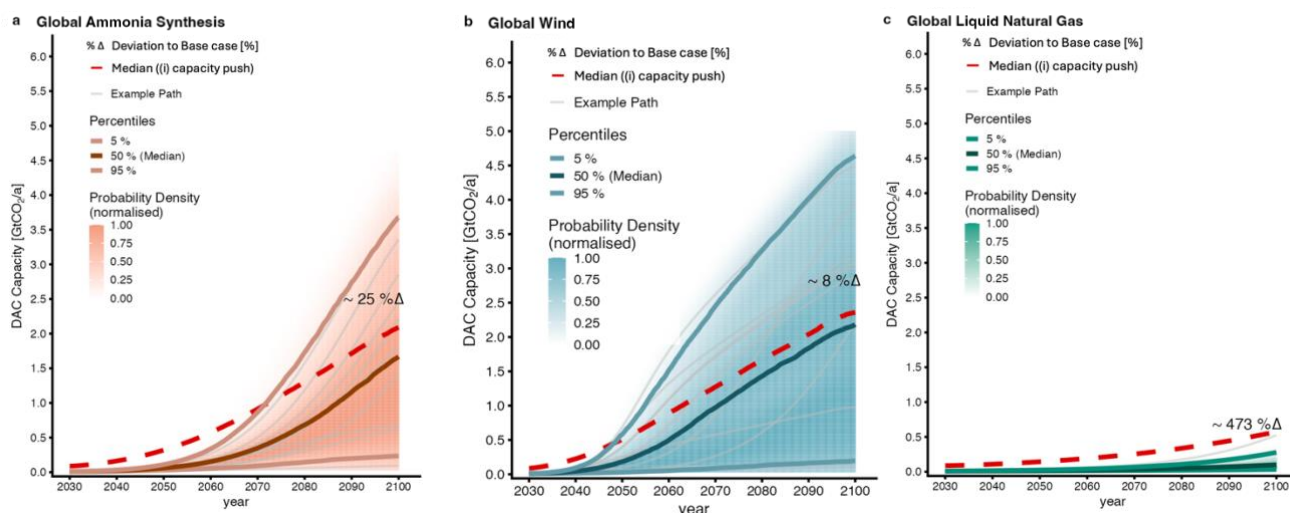 a Global Ammonia Synthesis
% Δ Deviation to Base case [%]
Median ((i) capacity push)
Example Path
Percentiles
5 %
50 % (Median)
95 %
Probability Density
(normalised)
1.00
0.75
0.50
0.25
0.00
~ 25 %Δ
DAC Capacity [GtCO₂/a]
6.0
5.5
5.0
4.5
4.0
3.5
3.0
2.5
2.0
1.5
1.0
0.5
0.0
2030 2040 2050 2060 2070 2080 2090 2100
year
b Global Wind
% Δ Deviation to Base case [%]
Median ((i) capacity push)
Example Path
Percentiles
5 %
50 % (Median)
95 %
Probability Density
(normalised)
1.00
0.75
0.50
0.25
0.00
~ 8 %Δ
DAC Capacity [GtCO₂/a]
6.0
5.5
5.0
4.5
4.0
3.5
3.0
2.5
2.0
1.5
1.0
0.5
0.0
2030 2040 2050 2060 2070 2080 2090 2100
year
c Global Liquid Natural Gas
% Δ Deviation to Base case [%]
Median ((i) capacity push)
Example Path
Percentiles
5 %
50 % (Median)
95 %
Probability Density
(normalised)
1.00
0.75
0.50
0.25
0.00
~ 473 %Δ
DAC Capacity [GtCO₂/a]
6.0
5.5
5.0
4.5
4.0
3.5
3.0
2.5
2.0
1.5
1.0
0.5
0.0
2030 2040 2050 2060 2070 2080 2090 2100
year